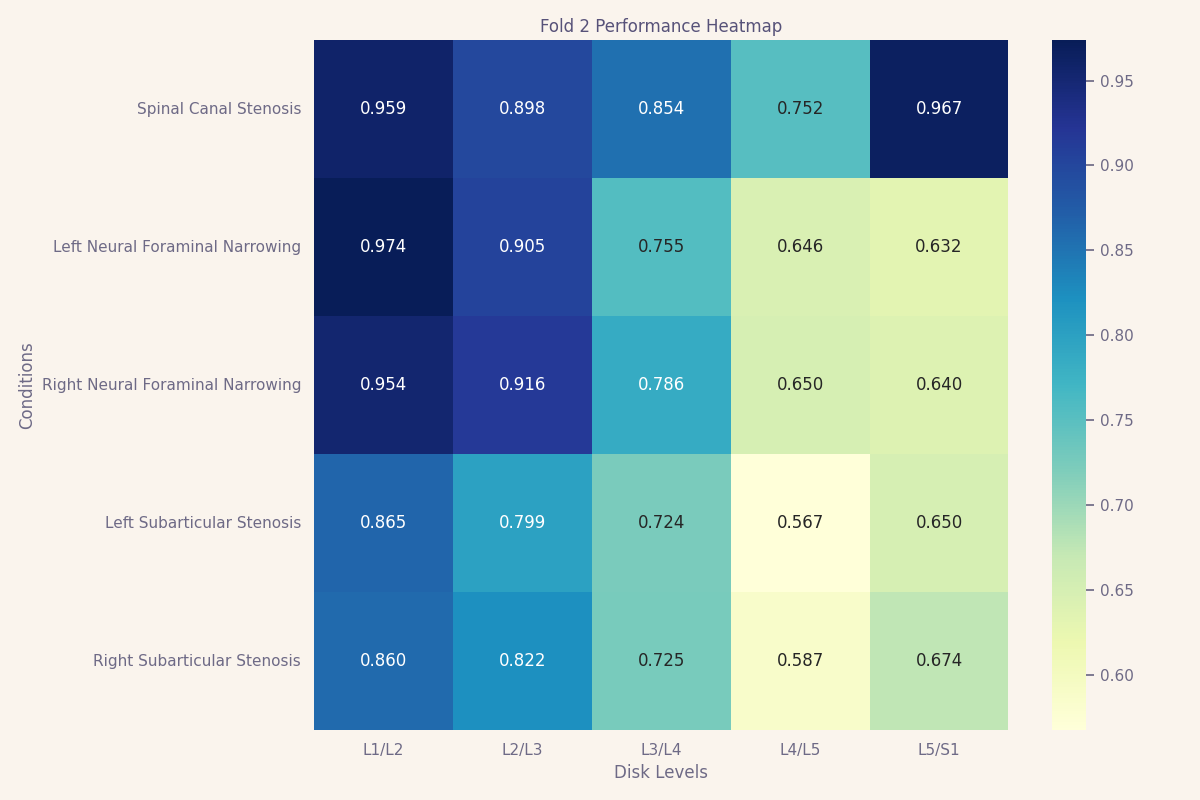 Fold 2 Performance Heatmap
Spinal Canal Stenosis 0.959 0.898 0.854 0.752 0.967
Left Neural Foraminal Narrowing 0.974 0.905 0.755 0.646 0.632
Right Neural Foraminal Narrowing 0.954 0.916 0.786 0.650 0.640
Left Subarticular Stenosis 0.865 0.799 0.724 0.567 0.650
Right Subarticular Stenosis 0.860 0.822 0.725 0.587 0.674
L1/L2 L2/L3 L3/L4 L4/L5 L5/S1
Disk Levels
Conditions
0.95
0.90
0.85
0.80
0.75
0.70
0.65
0.60